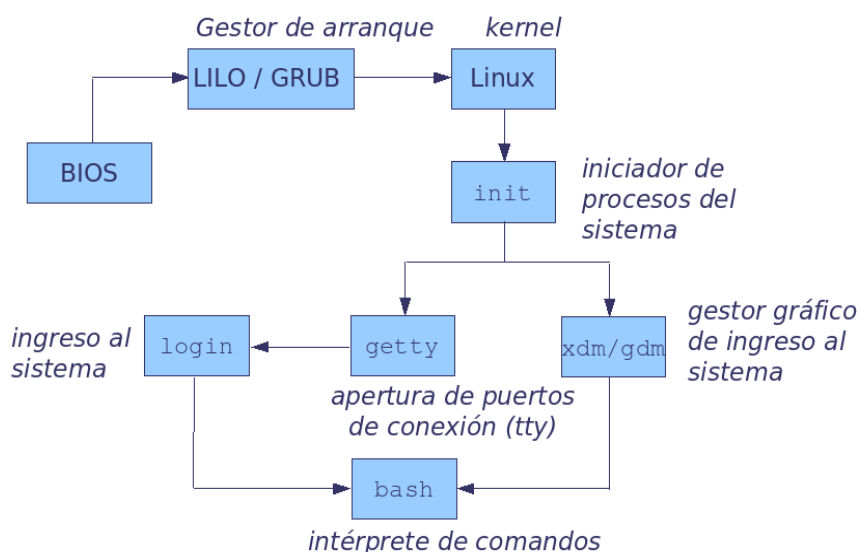 Gestor de arranque
kernel
LILO / GRUB
Linux
BIOS
init
iniciador de
procesos del
sistema
ingreso al
sistema
login
getty
xdm/gdm
gestor gráfico
de ingreso al
sistema
apertura de puertos
de conexión (tty)
bash
intérprete de comandos